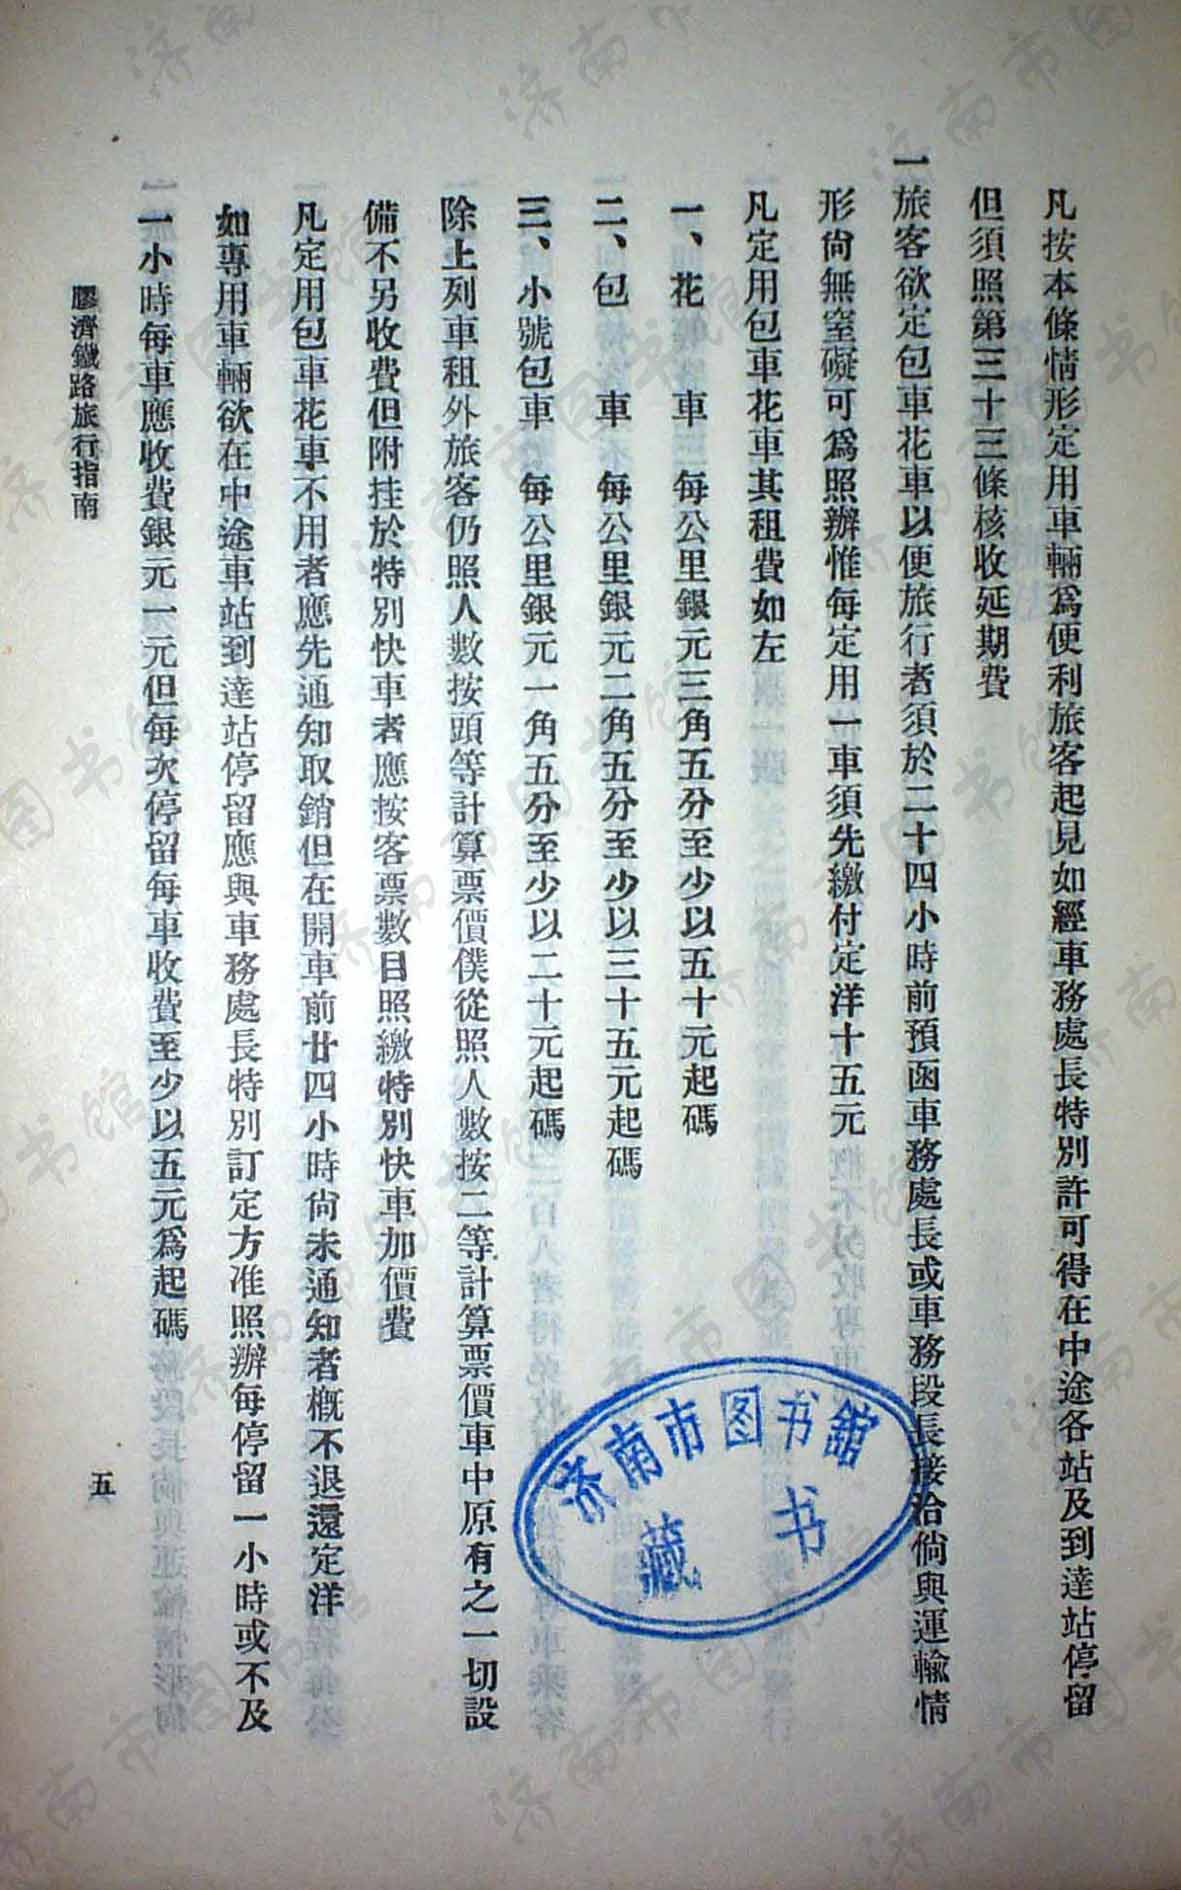 凡按本條情形定用車輛爲便利旅客起見如經車務處長特別許可得在中途各站及到達站停留
但須照第三十三條核收延期費
一旅客欲定包車花車以便旅行者須於二十四小時前預函車務處長或車務段長接洽倘與運輸情
形尙無窒礙可爲照辦惟每定用一車須先繳付定洋十五元
凡定用包車花車其租費如左
一、花　車　每公里銀元三角五分至少以五十元起碼
二、包　車　每公里銀元二角五分至少以三十五元起碼
三、小號包車　每公里銀元一角五分至少以二十元起碼
除上列車租外旅客仍照人數按頭等計算票價僕從照人數按二等計算票價車中原有之一切設
備不另收費但附挂於特別快車者應按客票數目照繳特別快車加價費
凡定用包車花車不用者應先通知取銷但在開車前廿四小時尙未通知者概不退還定洋
如專用車輛欲在中途車站到達站停留應與車務處長特別訂定方准照辦每停留一小時或不及
一小時每車應收費銀元一元但每次停留每車收費至少以五元爲起碼
膠濟鐵路旅行指南
五
济南市图书館
藏书
济南市图书馆